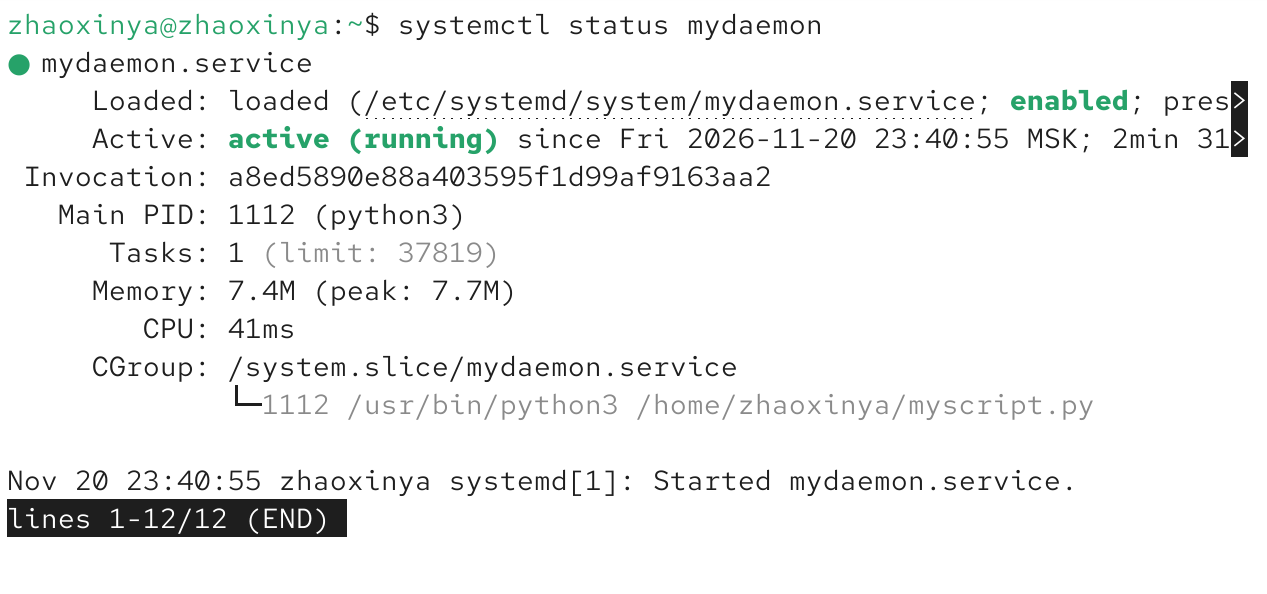 zhaoxinya@zhaoxinya:~$ systemctl status mydaemon
● mydaemon.service
     Loaded: loaded (/etc/systemd/system/mydaemon.service; enabled; pres>
     Active: active (running) since Fri 2026-11-20 23:40:55 MSK; 2min 31>
 Invocation: a8ed5890e88a403595f1d99af9163aa2
   Main PID: 1112 (python3)
      Tasks: 1 (limit: 37819)
     Memory: 7.4M (peak: 7.7M)
        CPU: 41ms
     CGroup: /system.slice/mydaemon.service
             └─1112 /usr/bin/python3 /home/zhaoxinya/myscript.py

Nov 20 23:40:55 zhaoxinya systemd[1]: Started mydaemon.service.
lines 1-12/12 (END)